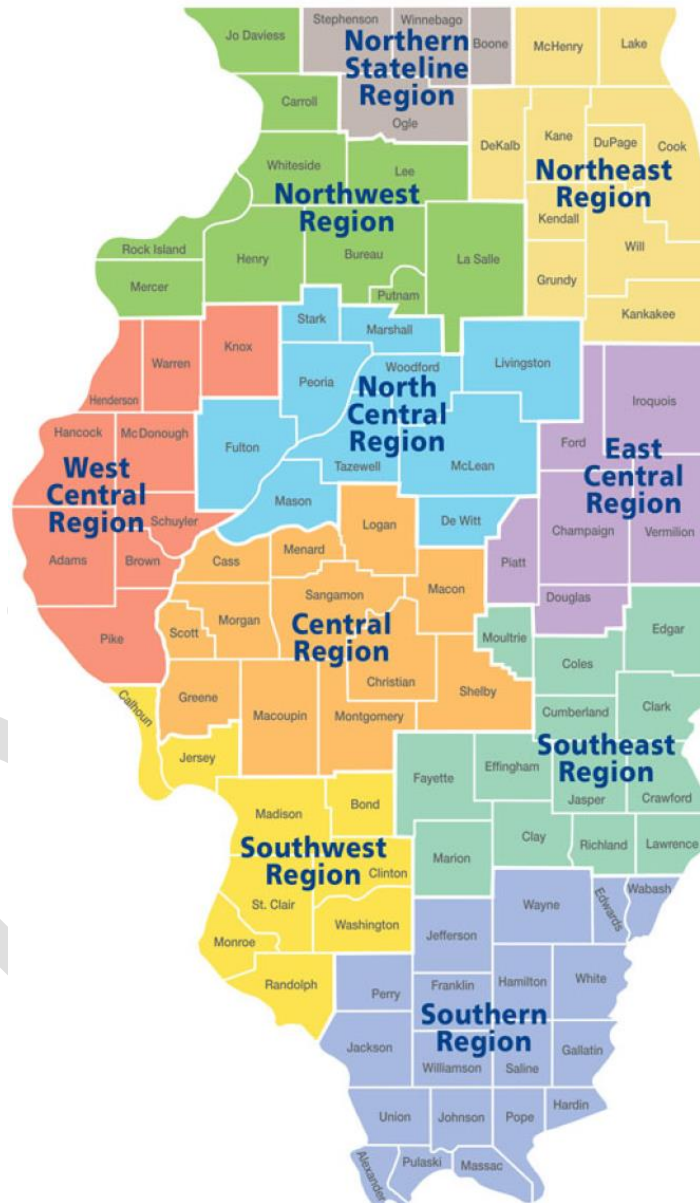 Jo Daviess
Stephenson
Winnebago
Boone
McHenry
Lake
Northern
Stateline
Region
Carroll
Ogle
DeKalb
Kane
DuPage
Cook
Northeast
Region
Whiteside
Lee
Northwest
Region
Kendall
Will
Rock Island
Henry
Bureau
La Salle
Grundy
Mercer
Putnam
Kankakee
Stark
Marshall
Knox
Warren
Henderson
Peoria
Woodford
Livingston
Iroquois
North
Central
Region
Hancock
McDonough
Fulton
Tazewell
McLean
Ford
East
Central
Region
West
Central
Region
Mason
Schuyler
Logan
De Witt
Champaign
Vermilion
Adams
Brown
Cass
Menard
Piatt
Sangamon
Macon
Douglas
Pike
Scott
Morgan
Central
Region
Moultrie
Edgar
Coles
Christian
Shelby
Calhoun
Greene
Macoupin
Montgomery
Cumberland
Clark
Jersey
Southeast
Region
Fayette
Effingham
Jasper
Crawford
Madison
Bond
Southwest
Region
Clinton
Marion
Clay
Richland
Lawrence
St. Clair
Washington
Wayne
Edwards
Wabash
Monroe
Jefferson
Randolph
Perry
Franklin
Hamilton
White
Southern
Region
Jackson
Williamson
Saline
Gallatin
Union
Johnson
Pope
Hardin
Alexander
Pulaski
Massac